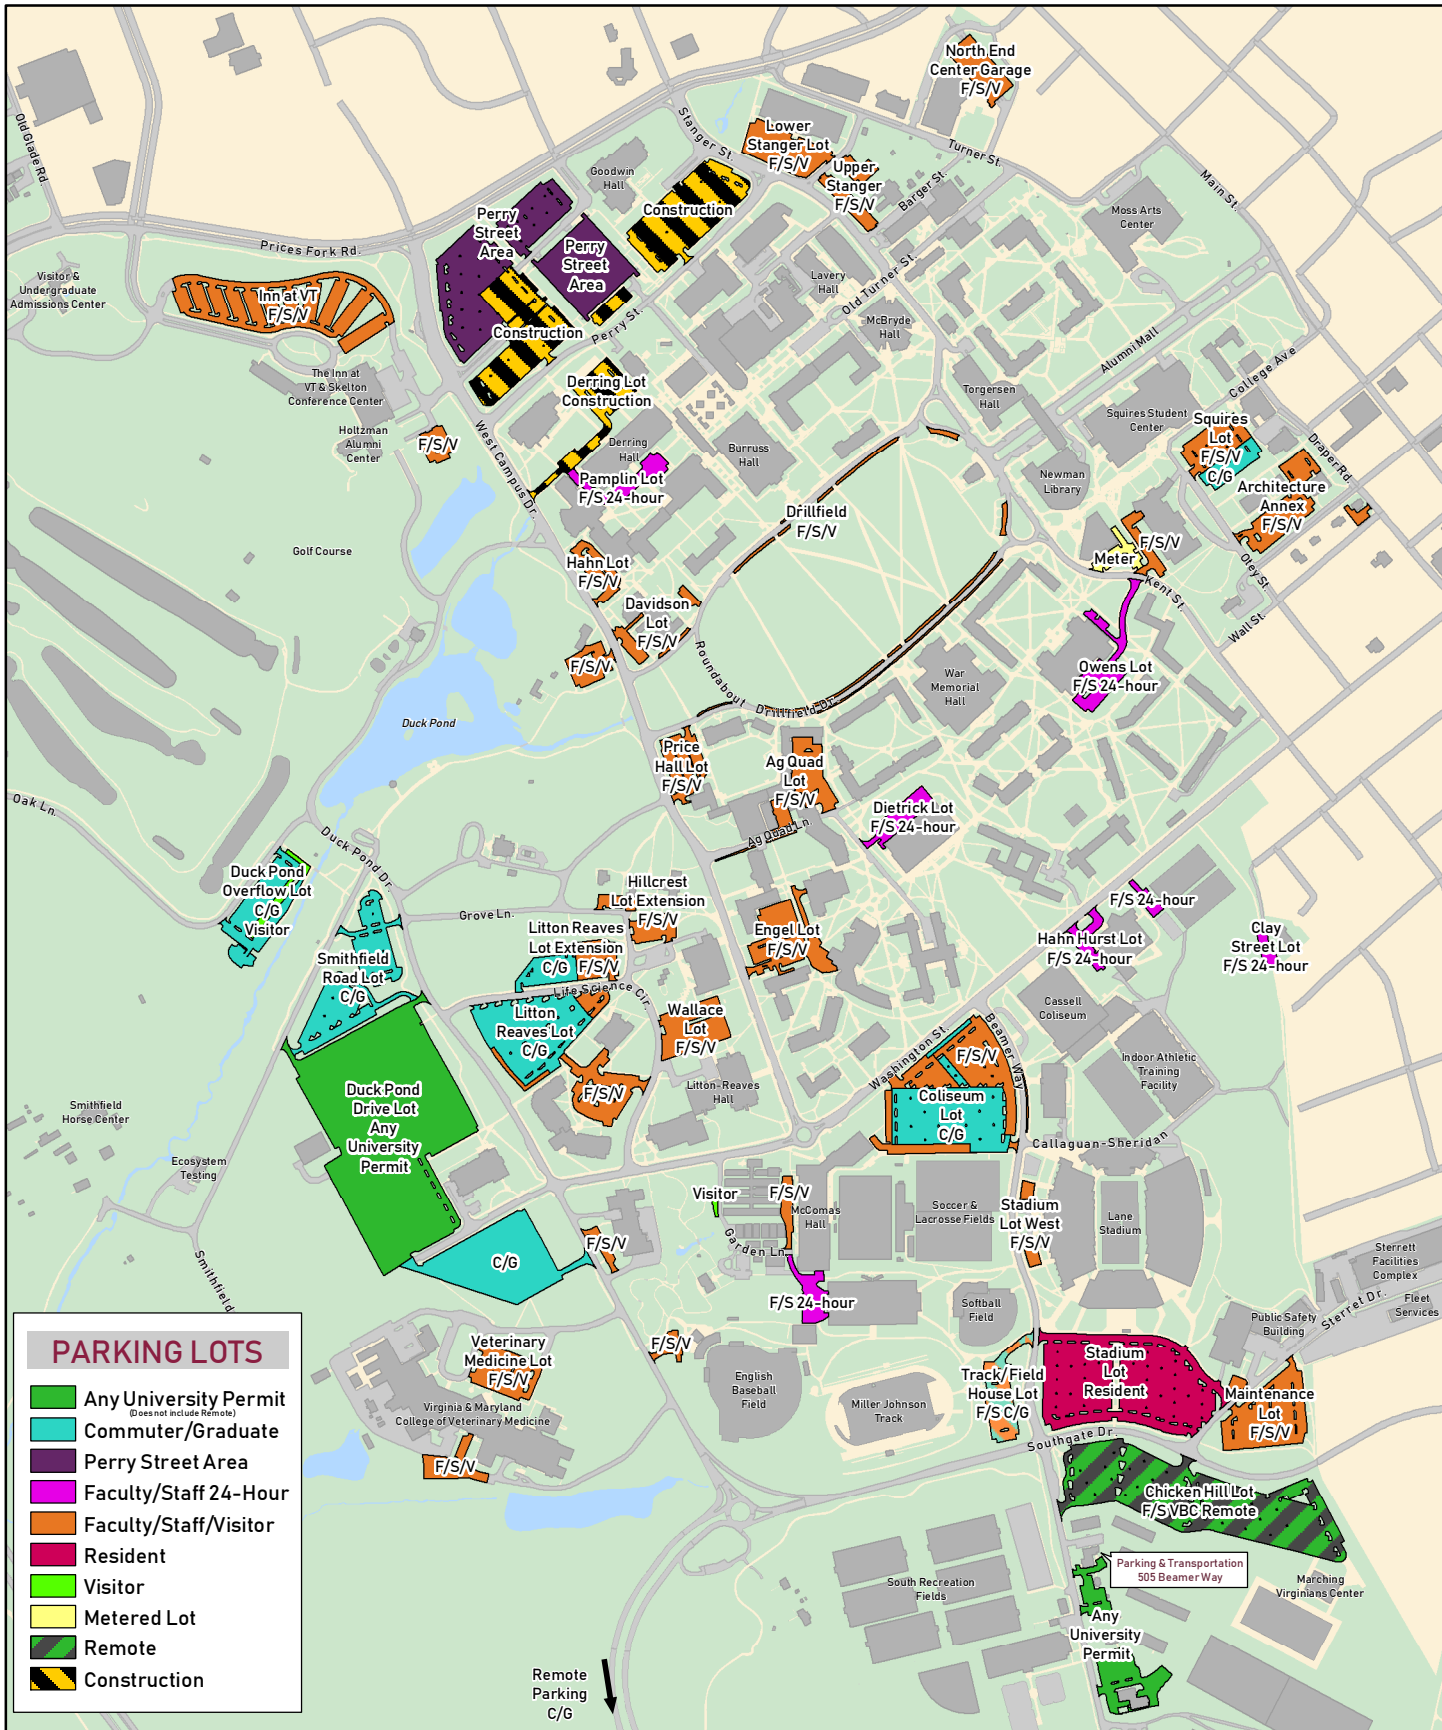 North End
Center Garage
F/S/V
Stanger St.
Lower
Stanger Lot
F/S/V
Upper
Stanger
F/S/V
Turner St.
Barger St.
Main St.
Old Glade Rd.
Goodwin
Hall
Construction
Moss Arts
Center
Perry
Street
Area
Perry
Street
Area
Prices Fork Rd.
Visitor &
Undergraduate
Admissions Center
Inn at VT
F/S/V
Lavery
Hall
Old Turner St.
McBryde
Hall
Construction
Perry St.
Alumni Mall
College Ave
The Inn at
VT & Skelton
Conference Center
Derring Lot
Construction
Torgersen
Hall
Squires Student
Center
Squires
Lot
F/S/V
C/G
Draper Rd.
Holtzman
Alumni
Center
F/S/V
West Campus Dr.
Derring
Hall
Burruss
Hall
Pamplin Lot
F/S 24-hour
Newman
Library
Architecture
Annex
F/S/V
Drillfield
F/S/V
Golf Course
Meter
F/S/V
Hahn Lot
F/S/V
Otey St.
Kent St.
Wall St.
Davidson
Lot
F/S/V
F/S/V
Roundabout
Drillfield Dr.
War
Memorial
Hall
Owens Lot
F/S 24-hour
Duck Pond
Price
Hall Lot
F/S/V
Ag Quad
Lot
F/S/V
Ag Quad Ln
Dietrick Lot
F/S 24-hour
Oak Ln.
Duck Pond Dr.
Duck Pond
Overflow Lot
C/G
Visitor
Hillcrest
Lot Extension
F/S/V
Grove Ln.
Litton Reaves
Lot Extension
C/G
F/S/V
Engel Lot
F/S/V
F/S 24-hour
Hahn Hurst Lot
F/S 24-hour
Clay
Street Lot
F/S 24-hour
Smithfield
Road Lot
C/G
Life Science Cir.
Litton
Reaves Lot
C/G
Wallace
Lot
F/S/V
Cassell
Coliseum
Washington St.
Beamer Way
F/S/V
Indoor Athletic
Training
Facility
F/S/V
Litton-Reaves
Hall
Coliseum
Lot
C/G
Duck Pond
Drive Lot
Any
University
Permit
Smithfield
Horse Center
Callaguan-Sheridan
Ecosystem
Testing
Visitor
F/S/V
McComas
Hall
Soccer &
Lacrosse Fields
Stadium
Lot West
F/S/V
Lane
Stadium
Garden Ln.
F/S/V
C/G
Smithfield
Sterrett
Facilities
Complex
F/S 24-hour
Softball
Field
Sterret Dr.
Fleet
Services
Public Safety
Building
Veterinary
Medicine Lot
F/S/V
F/S/V
English
Baseball
Field
Track/Field
House Lot
F/S C/G
Stadium
Lot
Resident
Maintenance
Lot
F/S/V
Virginia & Maryland
College of Veterinary Medicine
Miller Johnson
Track
F/S/V
Southgate Dr.
Chicken Hill Lot
F/S VBC Remote
Parking & Transportation
505 Beamer Way
South Recreation
Fields
Marching
Virginians Center
Any
University
Permit
Remote
Parking
C/G
PARKING LOTS
Any University Permit
(Does not include Remote)
Commuter/Graduate
Perry Street Area
Faculty/Staff 24-Hour
Faculty/Staff/Visitor
Resident
Visitor
Metered Lot
Remote
Construction